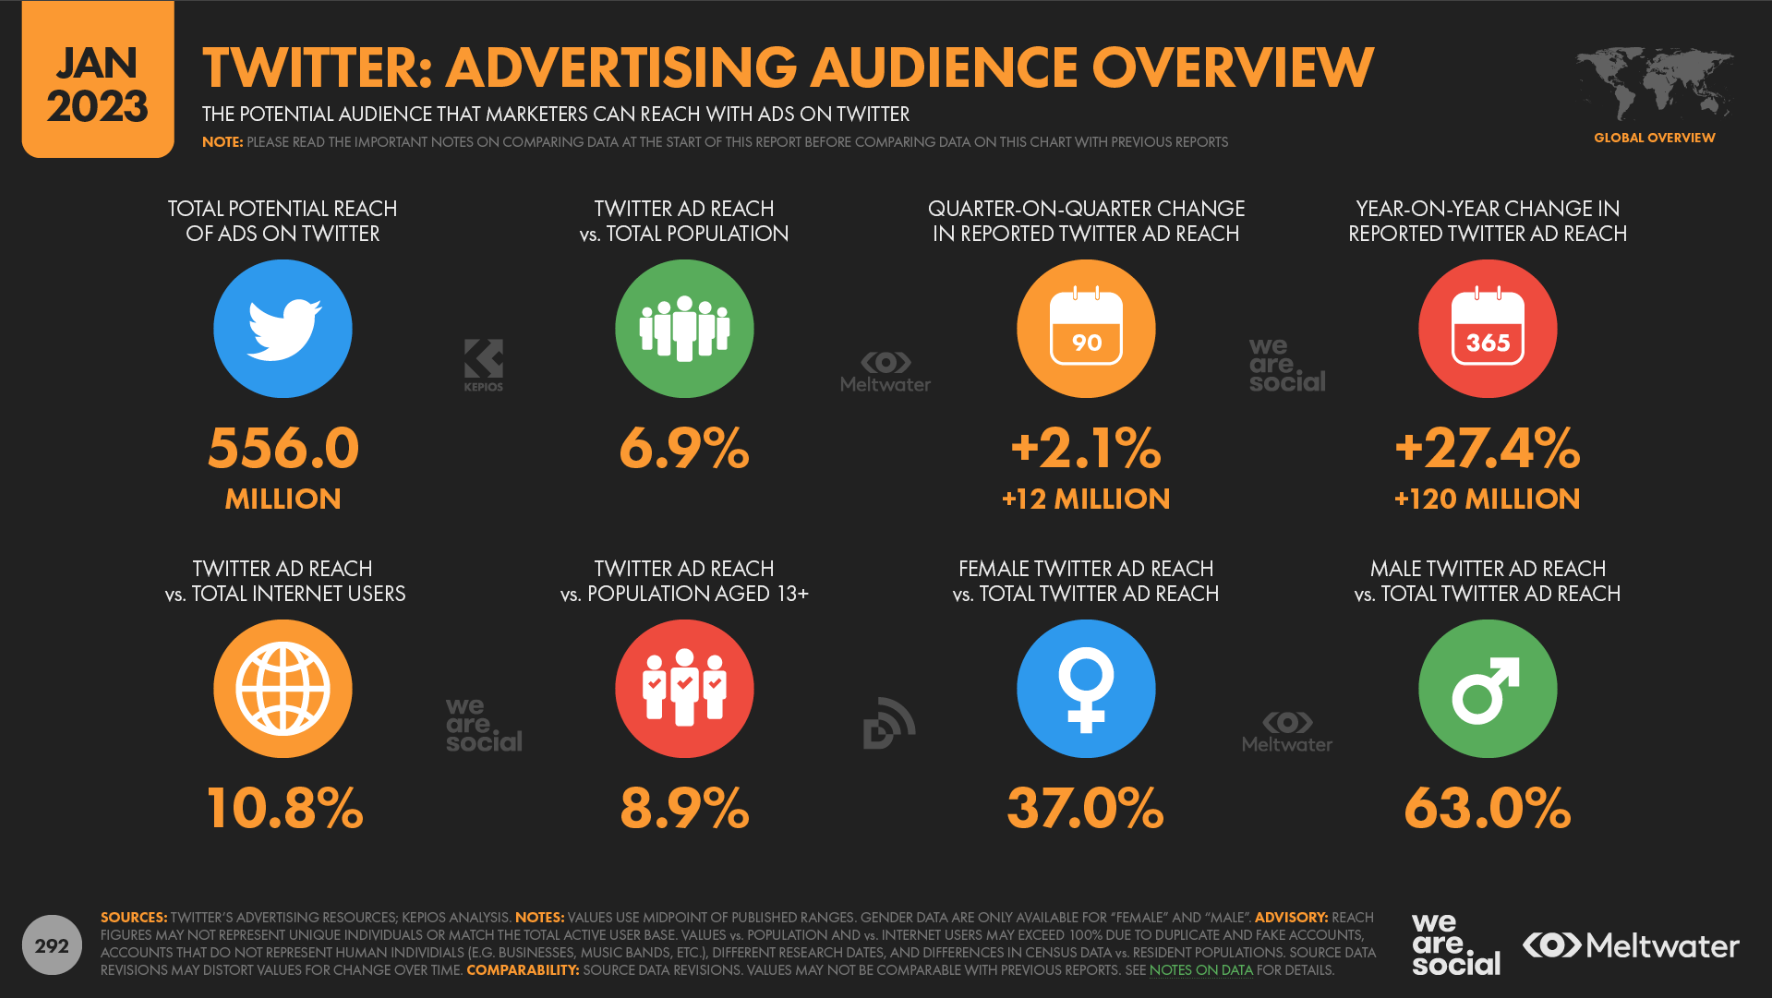 JAN
2023
TWITTER: ADVERTISING AUDIENCE OVERVIEW
THE POTENTIAL AUDIENCE THAT MARKETERS CAN REACH WITH ADS ON TWITTER
NOTE: PLEASE READ THE IMPORTANT NOTES ON COMPARING DATA AT THE START OF THIS REPORT BEFORE COMPARING DATA ON THIS CHART WITH PREVIOUS REPORTS
GLOBAL OVERVIEW
TOTAL POTENTIAL REACH
OF ADS ON TWITTER
556.0
MILLION
KEPIOS
TWITTER AD REACH
vs. TOTAL POPULATION
6.9%
Meltwater
QUARTER-ON-QUARTER CHANGE
IN REPORTED TWITTER AD REACH
90
+2.1%
+12 MILLION
we
are.
social
YEAR-ON-YEAR CHANGE IN
REPORTED TWITTER AD REACH
365
+27.4%
+120 MILLION
TWITTER AD REACH
vs. TOTAL INTERNET USERS
10.8%
we
are.
social
TWITTER AD REACH
vs. POPULATION AGED 13+
8.9%
FEMALE TWITTER AD REACH
vs. TOTAL TWITTER AD REACH
37.0%
Meltwater
MALE TWITTER AD REACH
vs. TOTAL TWITTER AD REACH
63.0%
292
SOURCES: TWITTER'S ADVERTISING RESOURCES; KEPIOS ANALYSIS. NOTES: VALUES USE MIDPOINT OF PUBLISHED RANGES. GENDER DATA ARE ONLY AVAILABLE FOR “FEMALE” AND “MALE”. ADVISORY: REACH
FIGURES MAY NOT REPRESENT UNIQUE INDIVIDUALS OR MATCH THE TOTAL ACTIVE USER BASE. VALUES vs. POPULATION AND vs. INTERNET USERS MAY EXCEED 100% DUE TO DUPLICATE AND FAKE ACCOUNTS,
ACCOUNTS THAT DO NOT REPRESENT HUMAN INDIVIDIALS (E.G. BUSINESSES, MUSIC BANDS, ETC.), DIFFERENT RESEARCH DATES, AND DIFFERENCES IN CENSUS DATA vs. RESIDENT POPULATIONS. SOURCE DATA
REVISIONS MAY DISTORT VALUES FOR CHANGE OVER TIME. COMPARABILITY: SOURCE DATA REVISIONS. VALUES MAY NOT BE COMPARABLE WITH PREVIOUS REPORTS. SEE NOTES ON DATA FOR DETAILS.
we
are.
social
Meltwater